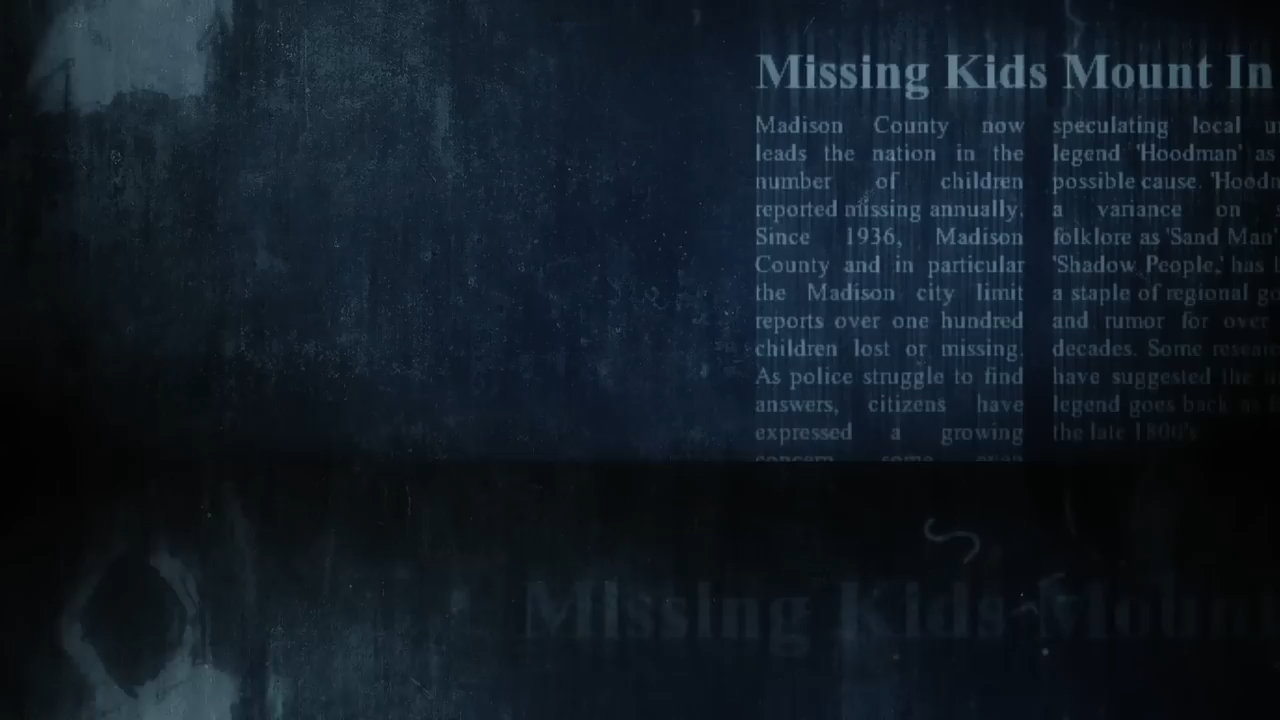 Missing Kids Mount In
Madison County now
leads the nation in the
number of children
reported missing annually.
Since 1936, Madison
County and in particular
the Madison city limit
reports over one hundred
children lost or missing.
As police struggle to find
answers, citizens have
expressed a growing
concern some even
speculating local
legend 'Hoodman' as
possible cause.
a variance on
folklore as 'Sand Man'
'Shadow People,' has
a staple of regional
and rumor for over
decades. Some
have suggested the
legend goes back as
the late 1800's
Missing Kids Mount